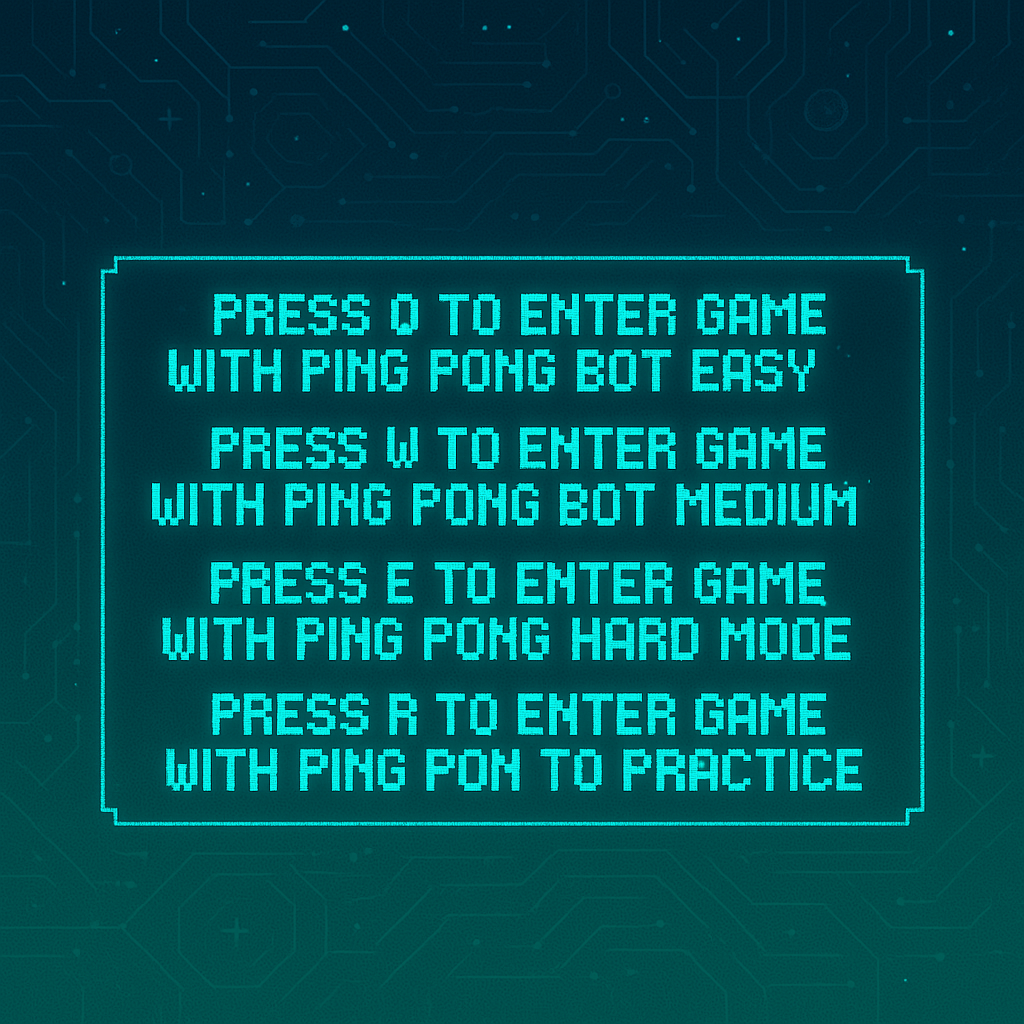 PRESS Q TO ENTER GAME
WITH PING PONG BOT EASY
PRESS W TO ENTER GAME
WITH PING PONG BOT MEDIUM
PRESS E TO ENTER GAME
WITH PING PONG HARD MODE
PRESS R TO ENTER GAME
WITH PING PON TO PRACTICE